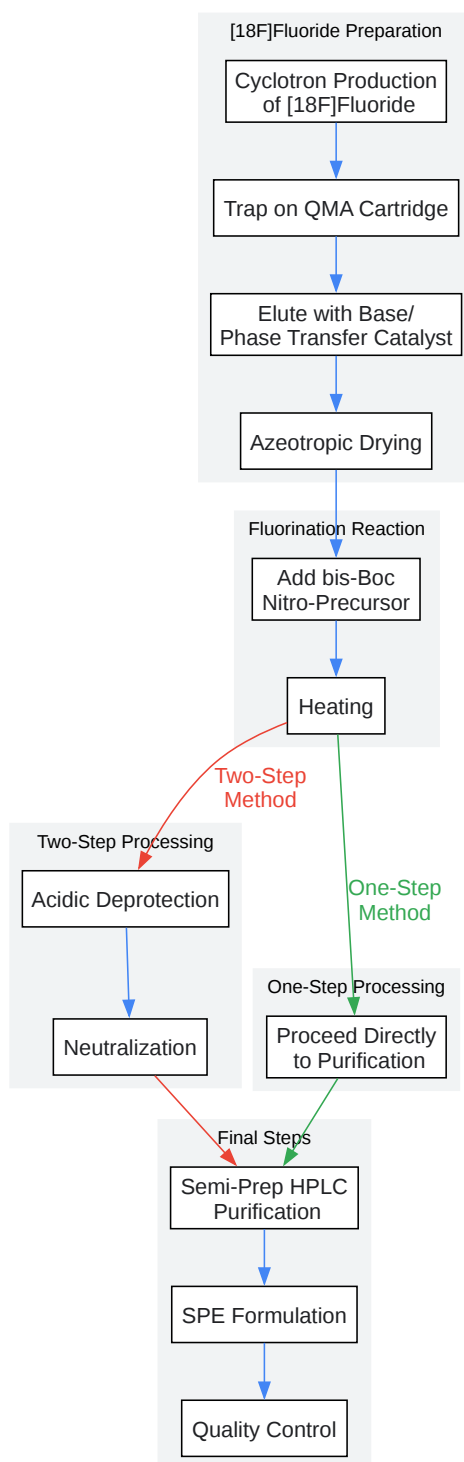 [18F]Fluoride Preparation
Cyclotron Production
of [18F]Fluoride
Trap on QMA Cartridge
Elute with Base/
Phase Transfer Catalyst
Azeotropic Drying
Fluorination Reaction
Add bis-Boc
Nitro-Precursor
Heating
Two-Step
Method
Two-Step Processing
Acidic Deprotection
One-Step
Method
One-Step Processing
Neutralization
Proceed Directly
to Purification
Final Steps
Semi-Prep HPLC
Purification
SPE Formulation
Quality Control